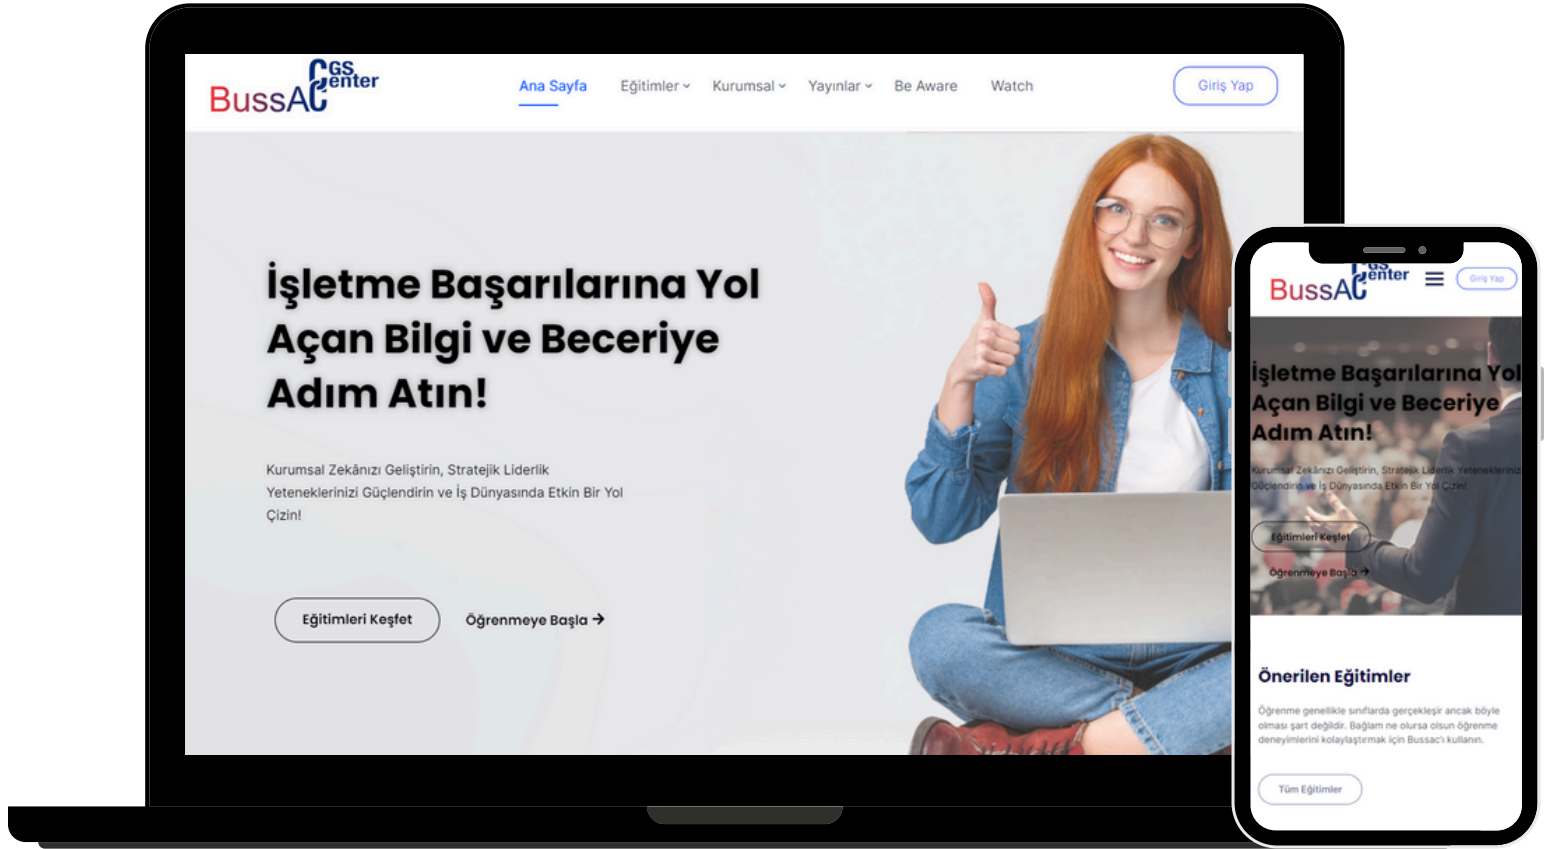 BussAC CGS Center
Ana Sayfa
Eğitimler
Kurumsal
Yayınlar
Be Aware
Watch
Giriş Yap
İşletme Başarılarına Yol
Açan Bilgi ve Beceriye
Adım Atın!
Kurumsal Zekânızı Geliştirin, Stratejik Liderlik
Yeteneklerinizi Güçlendirin ve İş Dünyasında Etkin Bir Yol
Çizin!
Eğitimleri Keşfet
Öğrenmeye Başla →
BussAC CGS Center
Giriş Yap
İşletme Başarılarına Yol
Açan Bilgi ve Beceriye
Adım Atın!
Kurumsal Zekânızı Geliştirin, Stratejik Liderlik Yeteneklerinizi
Güçlendirin ve İş Dünyasında Etkin Bir Yol Çizin!
Eğitimleri Keşfet
Öğrenmeye Başla →
Önerilen Eğitimler
Öğrenme genellikle sınıflarda gerçekleşir ancak böyle
olması şart değildir. Bağlam ne olursa olsun öğrenme
deneyimlerini kolaylaştırmak için Bussac'ı kullanın.
Tüm Eğitimler